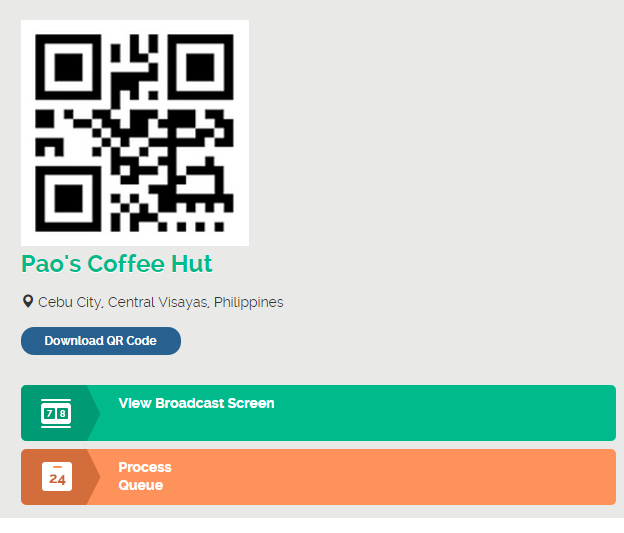 Pao's Coffee Hut
Cebu City, Central Visayas, Philippines
Download QR Code
7 8
View Broadcast Screen
24
Process
Queue